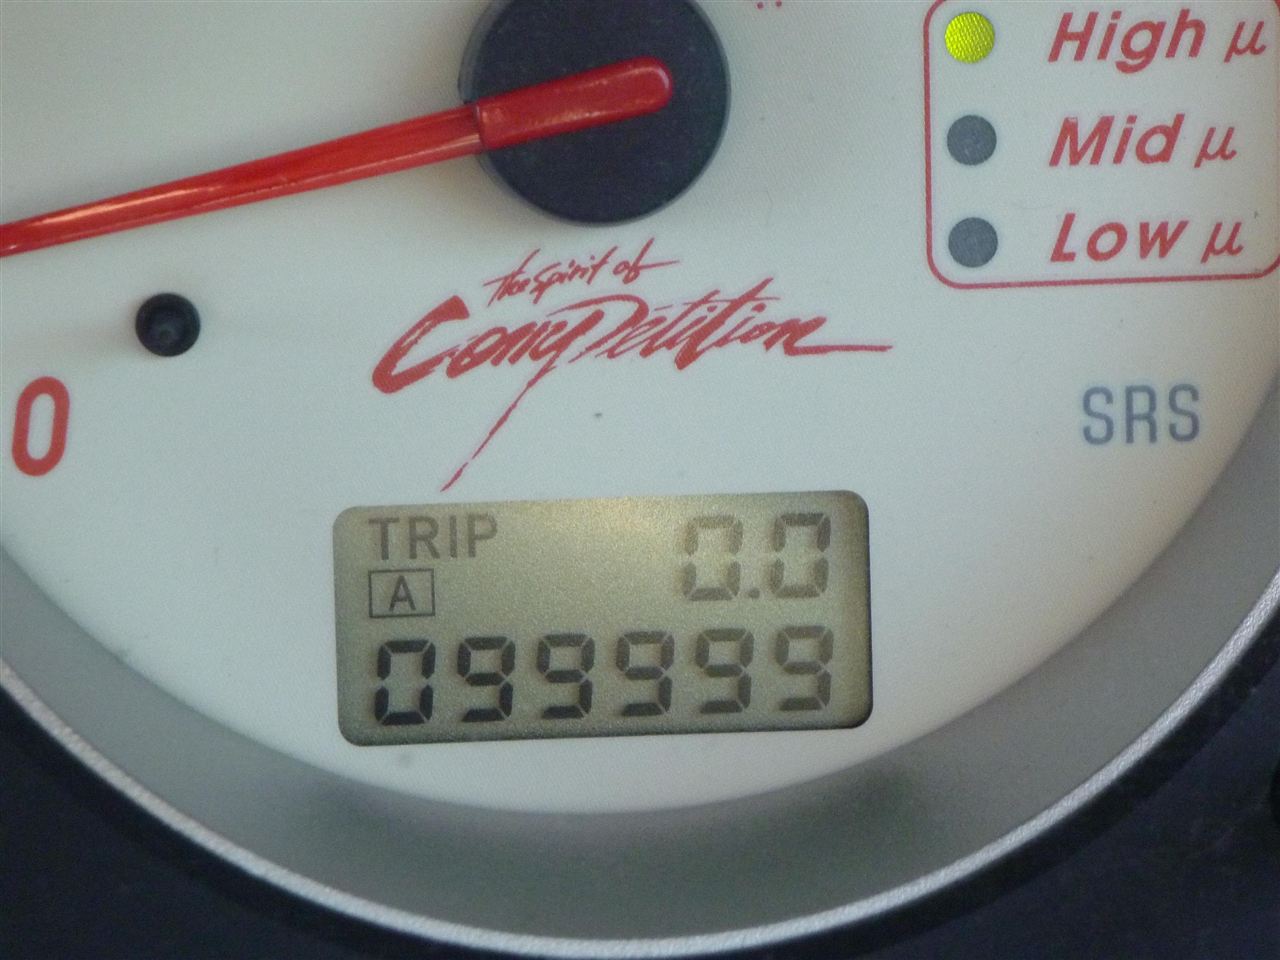 High µ
Mid µ
Low µ
the spirit of
Competition
0
SRS
TRIP 0.0
A
099999